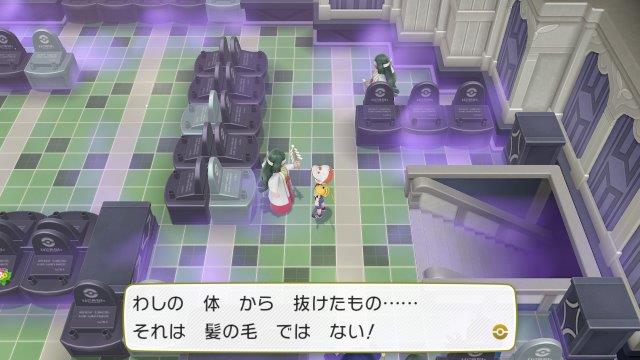 わしの 体 から 抜けたもの……
それは 髪の毛 では ない!